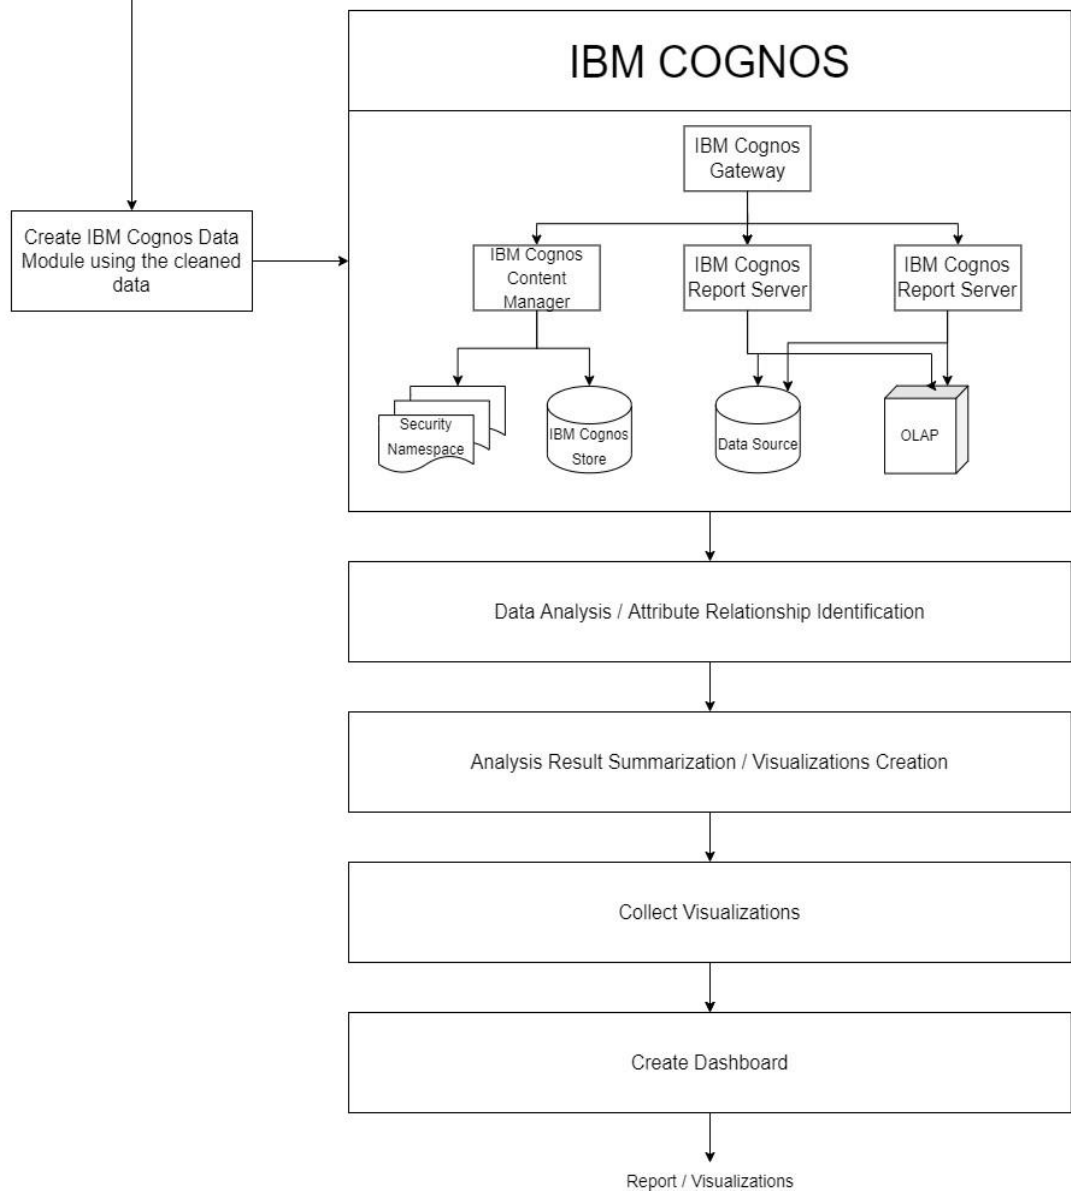 IBM COGNOS
IBM Cognos
Gateway
Create IBM Cognos Data
Module using the cleaned
data
IBM Cognos
Content
Manager
IBM Cognos
Report Server
IBM Cognos
Report Server
Security
Namespace
IBM Cognos
Store
Data Source
OLAP
Data Analysis / Attribute Relationship Identification
Analysis Result Summarization / Visualizations Creation
Collect Visualizations
Create Dashboard
Report / Visualizations